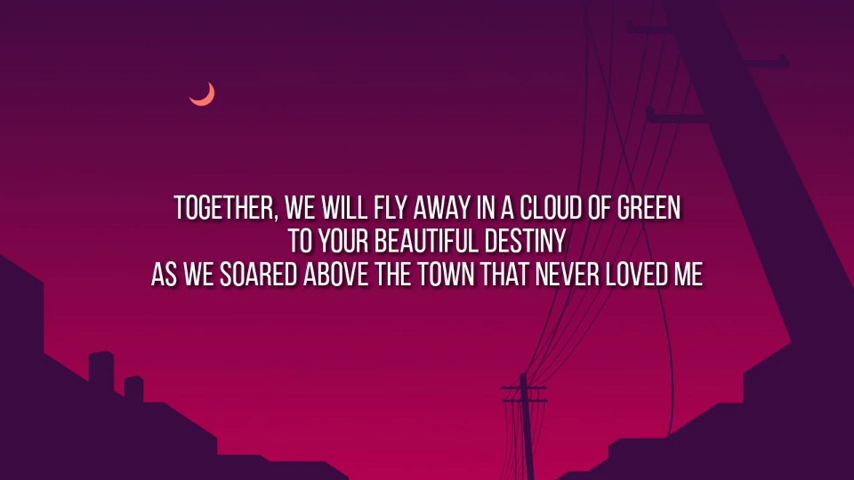 TOGETHER, WE WILL FLY AWAY IN A CLOUD OF GREEN
TO YOUR BEAUTIFUL DESTINY
AS WE SOARED ABOVE THE TOWN THAT NEVER LOVED ME